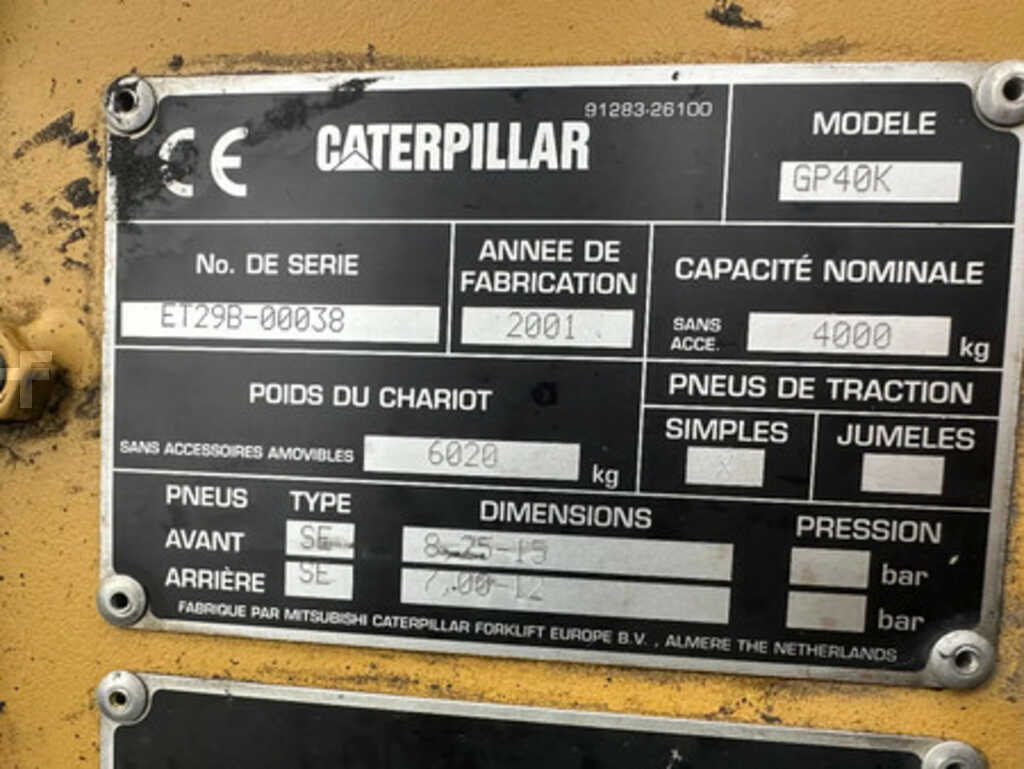 CE
CATERPILLAR
91283-26100
MODELE
GP40K
No. DE SERIE
ET29B-00038
ANNEE DE
FABRICATION
2001
CAPACITÉ NOMINALE
SANS
ACCE.
4000 kg
POIDS DU CHARIOT
SANS ACCESSOIRES AMOVIBLES 6020 kg
PNEUS DE TRACTION
SIMPLES JUMELES
X
PNEUS TYPE DIMENSIONS PRESSION
AVANT SE 8.25-15 bar
ARRIÈRE SE 7,00-12 bar
FABRIQUE PAR MITSUBISHI CATERPILLAR FORKLIFT EUROPE B.V. , ALMERE THE NETHERLANDS